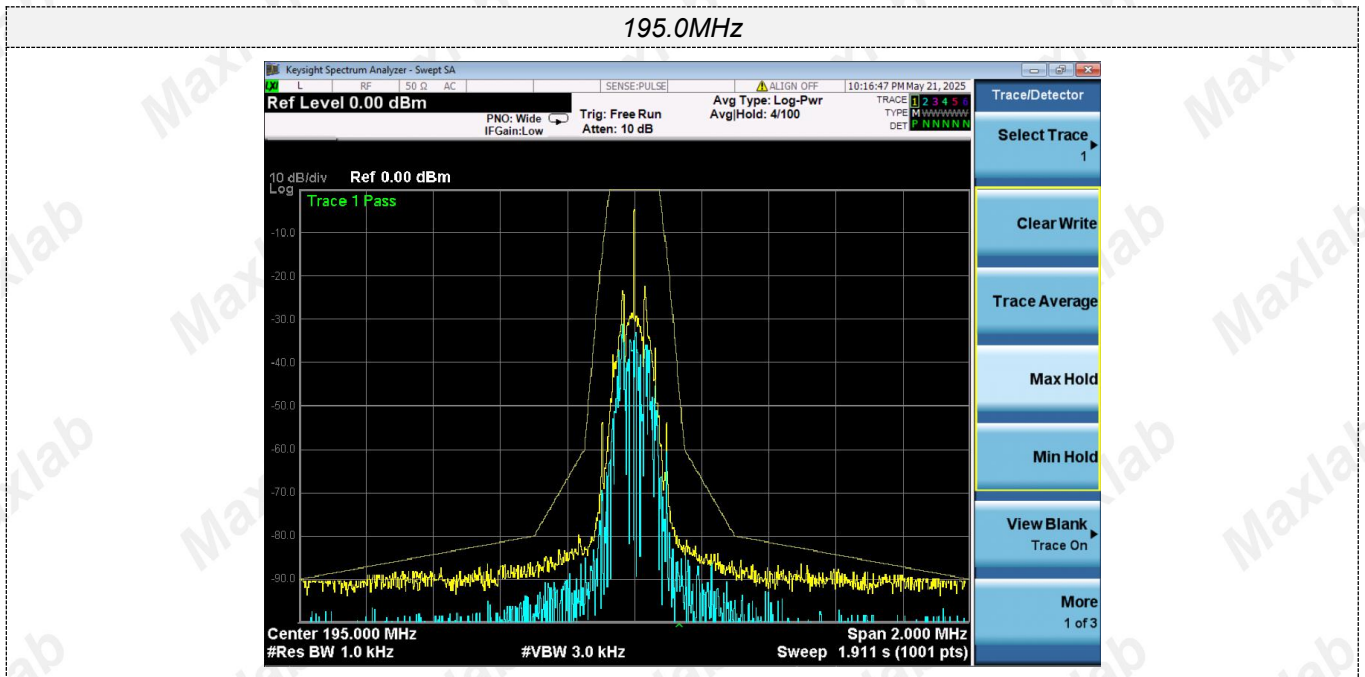 195.0MHz
Keysight Spectrum Analyzer - Swept SA
LXI L RF 50 Ω AC SENSE:PULSE ALIGN OFF 10:16:47 PM May 21, 2025
Ref Level 0.00 dBm
PNO: Wide
IFGain:Low
Trig: Free Run
Atten: 10 dB
Avg Type: Log-Pwr
Avg|Hold: 4/100
TRACE 1 2 3 4 5 6
TYPE M WWWWW
DET P N N N N N
10 dB/div Ref 0.00 dBm
Log
Trace 1 Pass
-10.0
-20.0
-30.0
-40.0
-50.0
-60.0
-70.0
-80.0
-90.0
Center 195.000 MHz
Span 2.000 MHz
#Res BW 1.0 kHz
#VBW 3.0 kHz
Sweep 1.911 s (1001 pts)
Trace/Detector
Select Trace
1
Clear Write
Trace Average
Max Hold
Min Hold
View Blank
Trace On
More
1 of 3
Maxlab